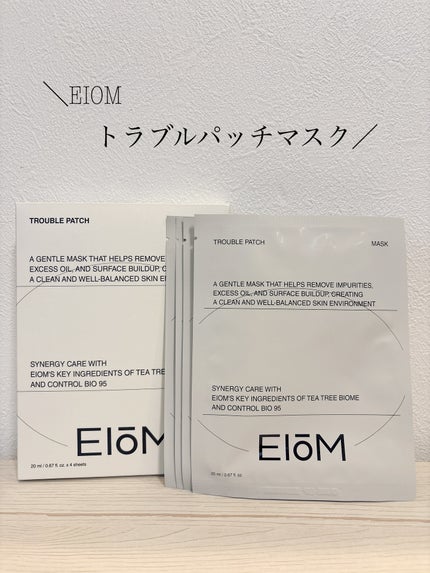 \EIOM
トラブルパッチマスク/
TROUBLE PATCH
A GENTLE MASK THAT HELPS REMOVE
EXCESS OIL, AND SURFACE BUILDUP,
A CLEAN AND WELL-BALANCED SKIN
SYNERGY CARE WITH
EIOM'S KEY INGREDIENTS OF TEA TREE
AND CONTROL BIO 95
EIōM
20 ml / 0.67 fl. oz. x 4 sheets
TROUBLE PATCH MASK
A GENTLE MASK THAT HELPS REMOVE IMPURITIES,
EXCESS OIL, AND SURFACE BUILDUP, CREATING
A CLEAN AND WELL-BALANCED SKIN ENVIRONMENT
SYNERGY CARE WITH
EIOM'S KEY INGREDIENTS OF TEA TREE BIOME
AND CONTROL BIO 95
EIōM
20 ml / 0.67 fl. oz.